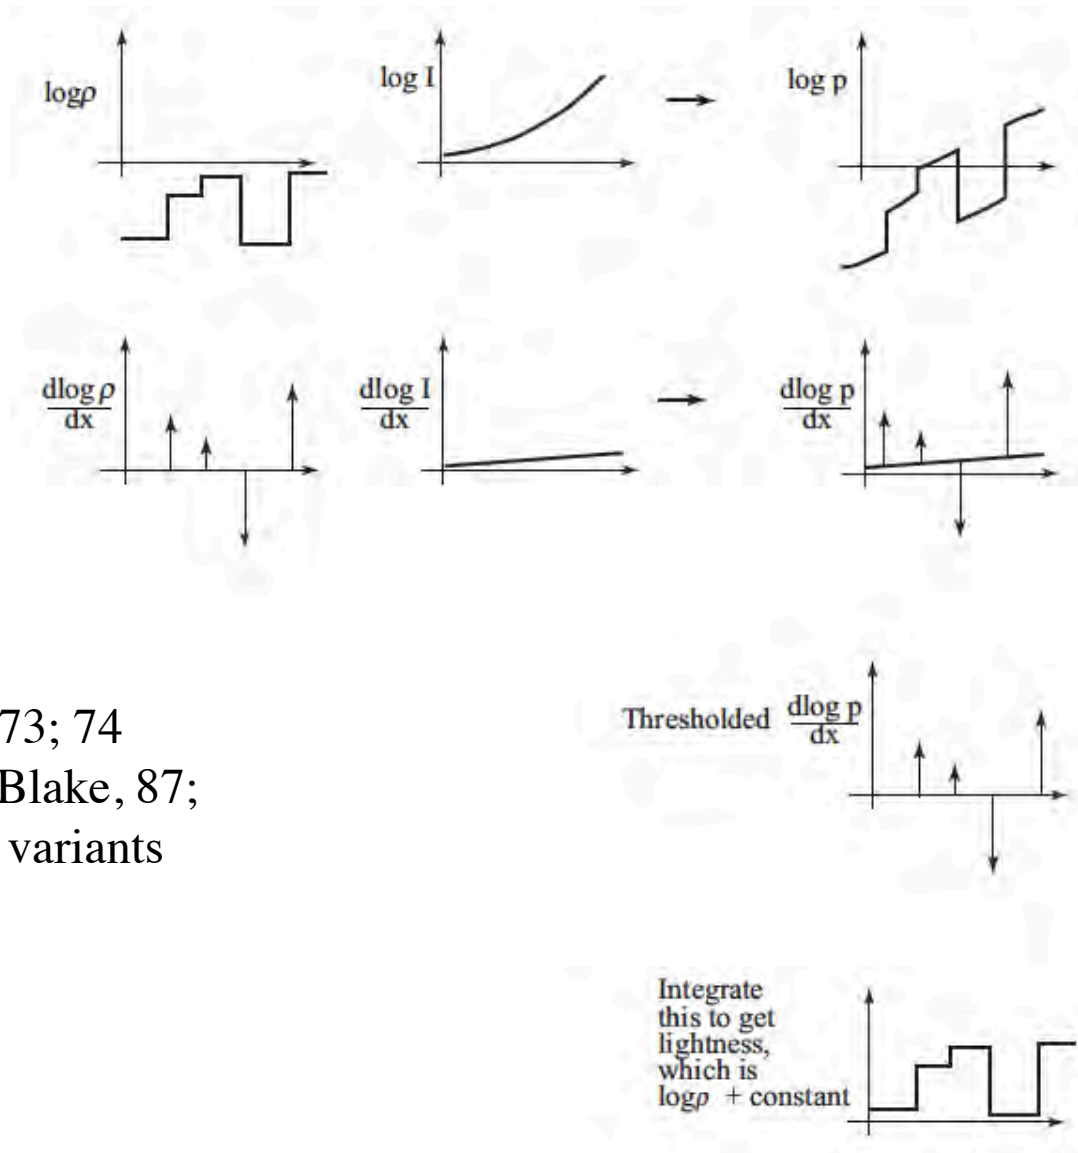 logρ
log I
log p
dlog ρ
dx
dlog I
dx
dlog p
dx
73; 74
Blake, 87;
variants
Thresholded dlog p
dx
Integrate
this to get
lightness,
which is
logρ + constant